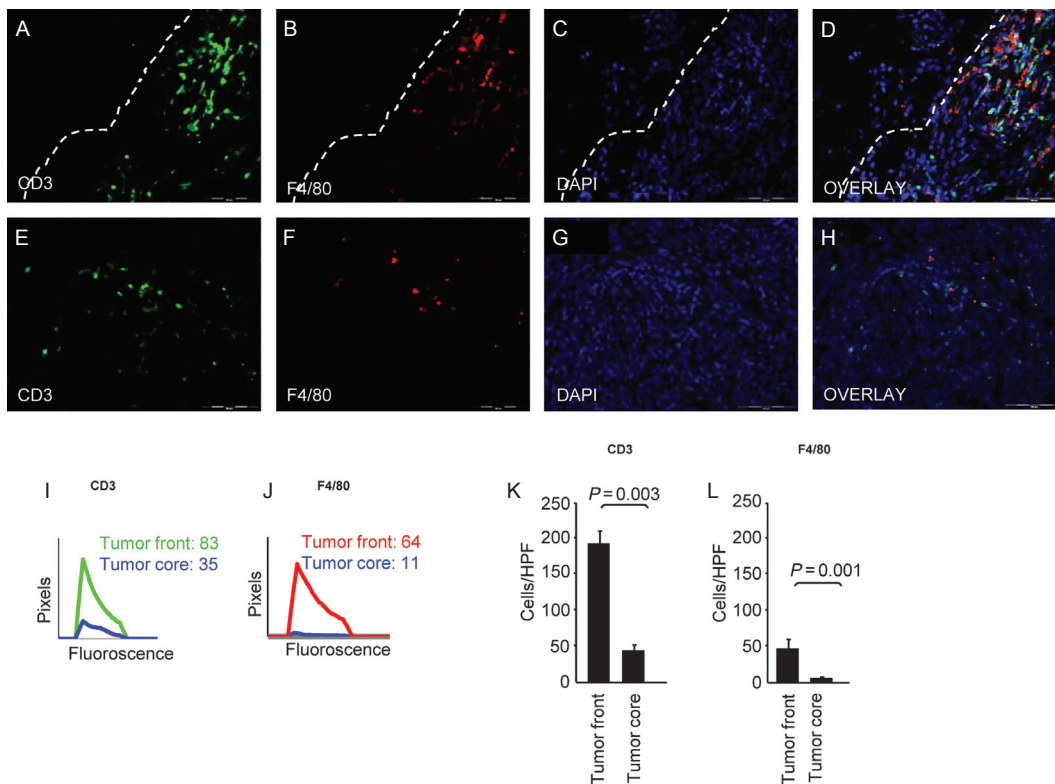 A
CD3
B
F4/80
C
DAPI
D
OVERLAY
E
CD3
F
F4/80
G
DAPI
H
OVERLAY
I
CD3
Tumor front: 83
Tumor core: 35
Pixels
Fluoroscence
J
F4/80
Tumor front: 64
Tumor core: 11
Pixels
Fluoroscence
K
CD3
P = 0.003
Cells/HPF
250
200
150
100
50
0
Tumor front
Tumor core
L
F4/80
P = 0.001
Cells/HPF
250
200
150
100
50
0
Tumor front
Tumor core